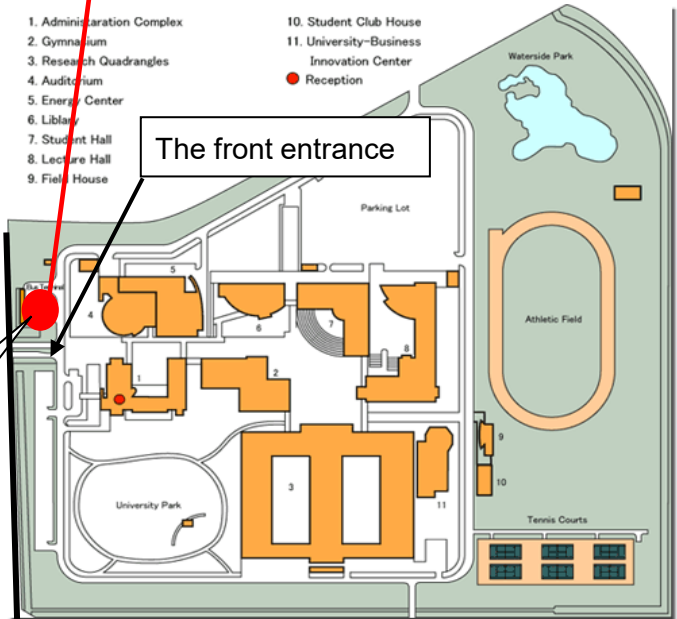 1. Administaration Complex
2. Gymnasium
3. Research Quadrangles
4. Auditorium
5. Energy Center
6. Liblary
7. Student Hall
8. Lecture Hall
9. Field House
10. Student Club House
11. University-Business
Innovation Center
Reception
Waterside Park
The front entrance
Parking Lot
5
Bus Terminal
4
6
7
8
Athletic Field
1
2
9
3
10
University Park
11
Tennis Courts